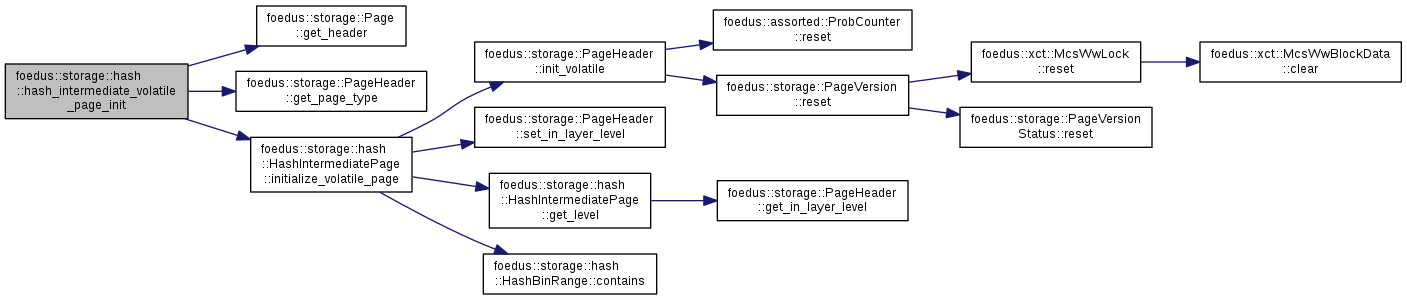 foedus::storage::hash
::hash_intermediate_volatile
_page_init
foedus::storage::Page
::get_header
foedus::storage::PageHeader
::get_page_type
foedus::storage::hash
::HashIntermediatePage
::initialize_volatile_page
foedus::storage::PageHeader
::init_volatile
foedus::storage::PageHeader
::set_in_layer_level
foedus::storage::hash
::HashIntermediatePage
::get_level
foedus::storage::hash
::HashBinRange::contains
foedus::assorted::ProbCounter
::reset
foedus::storage::PageVersion
::reset
foedus::storage::PageHeader
::get_in_layer_level
foedus::xct::McsWwLock
::reset
foedus::storage::PageVersion
Status::reset
foedus::xct::McsWwBlockData
::clear